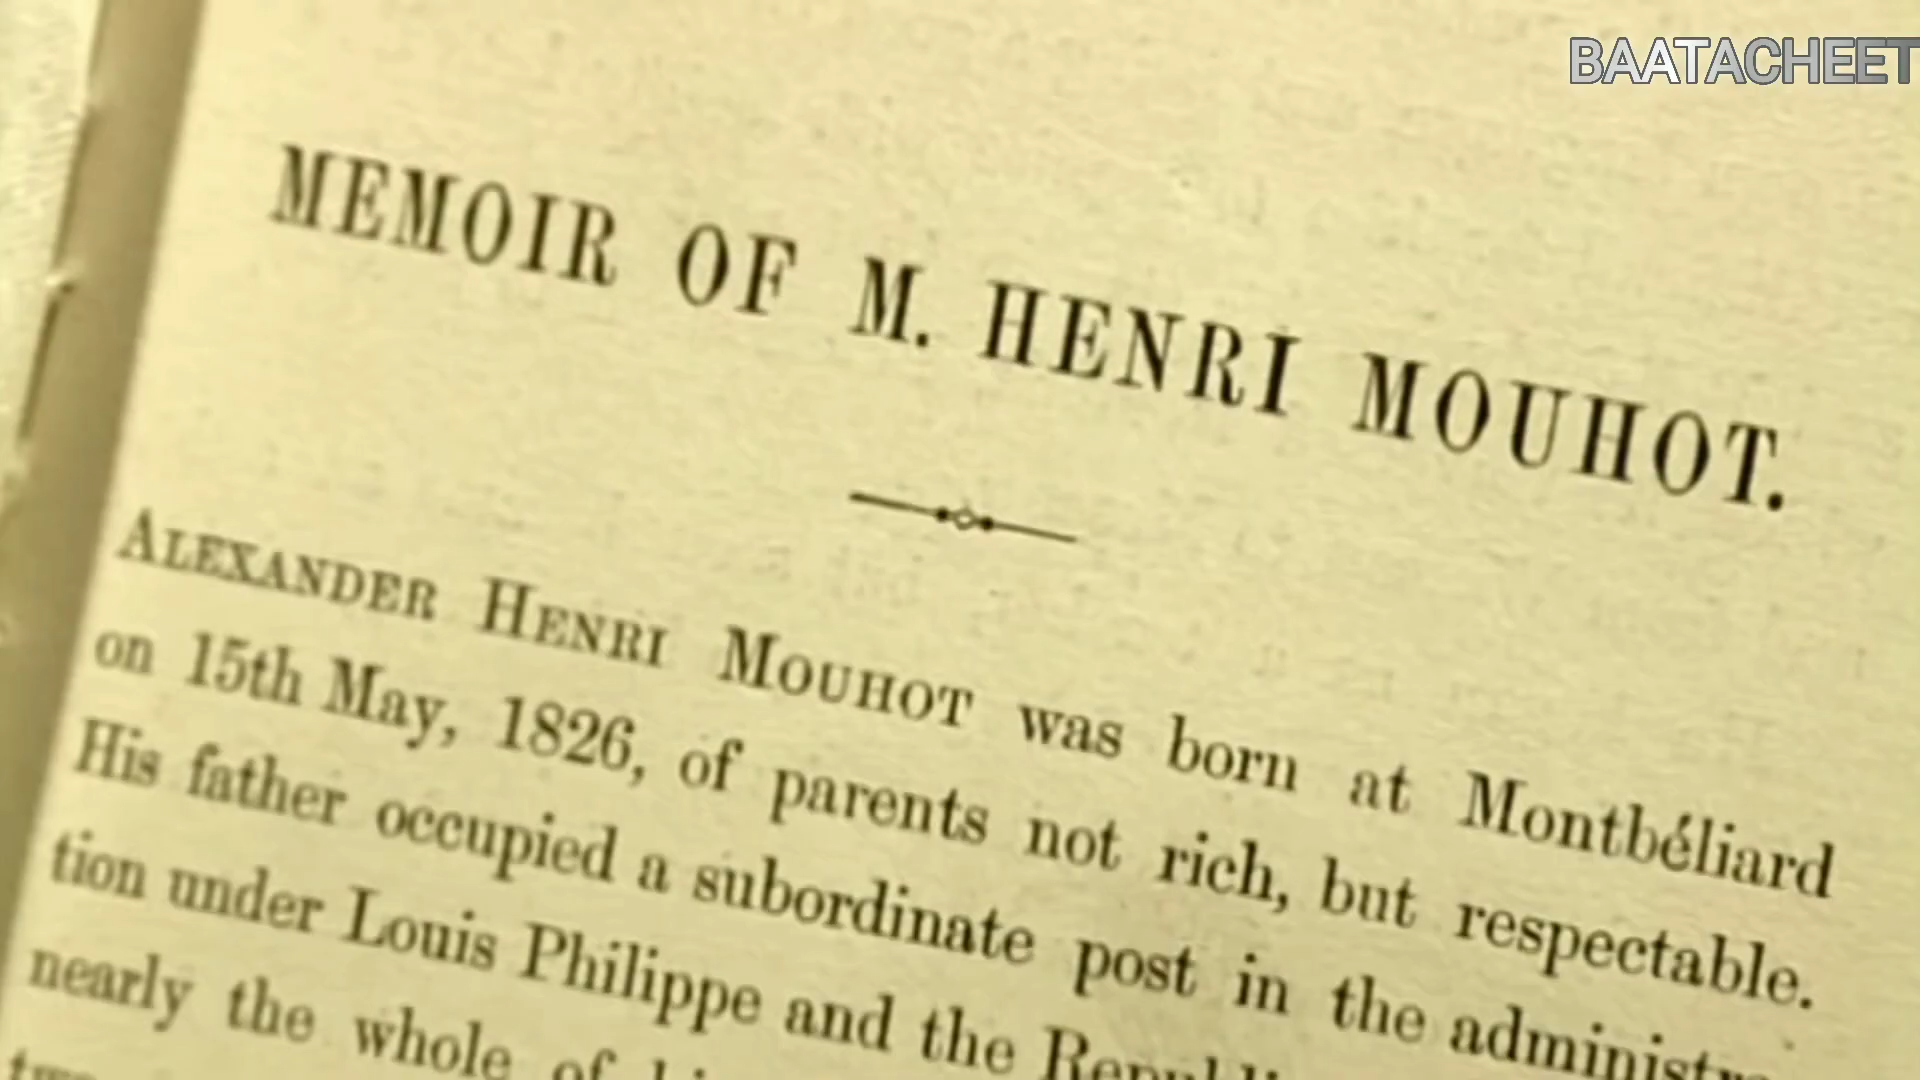 BAATACHEET
MEMOIR OF M. HENRI MOUHOT.
ALEXANDER HENRI MOUHOT was born at Montbéliard
on 15th May, 1826, of parents not rich, but respectable.
His father occupied a subordinate post in the administra-
tion under Louis Philippe and the
nearly the whole of